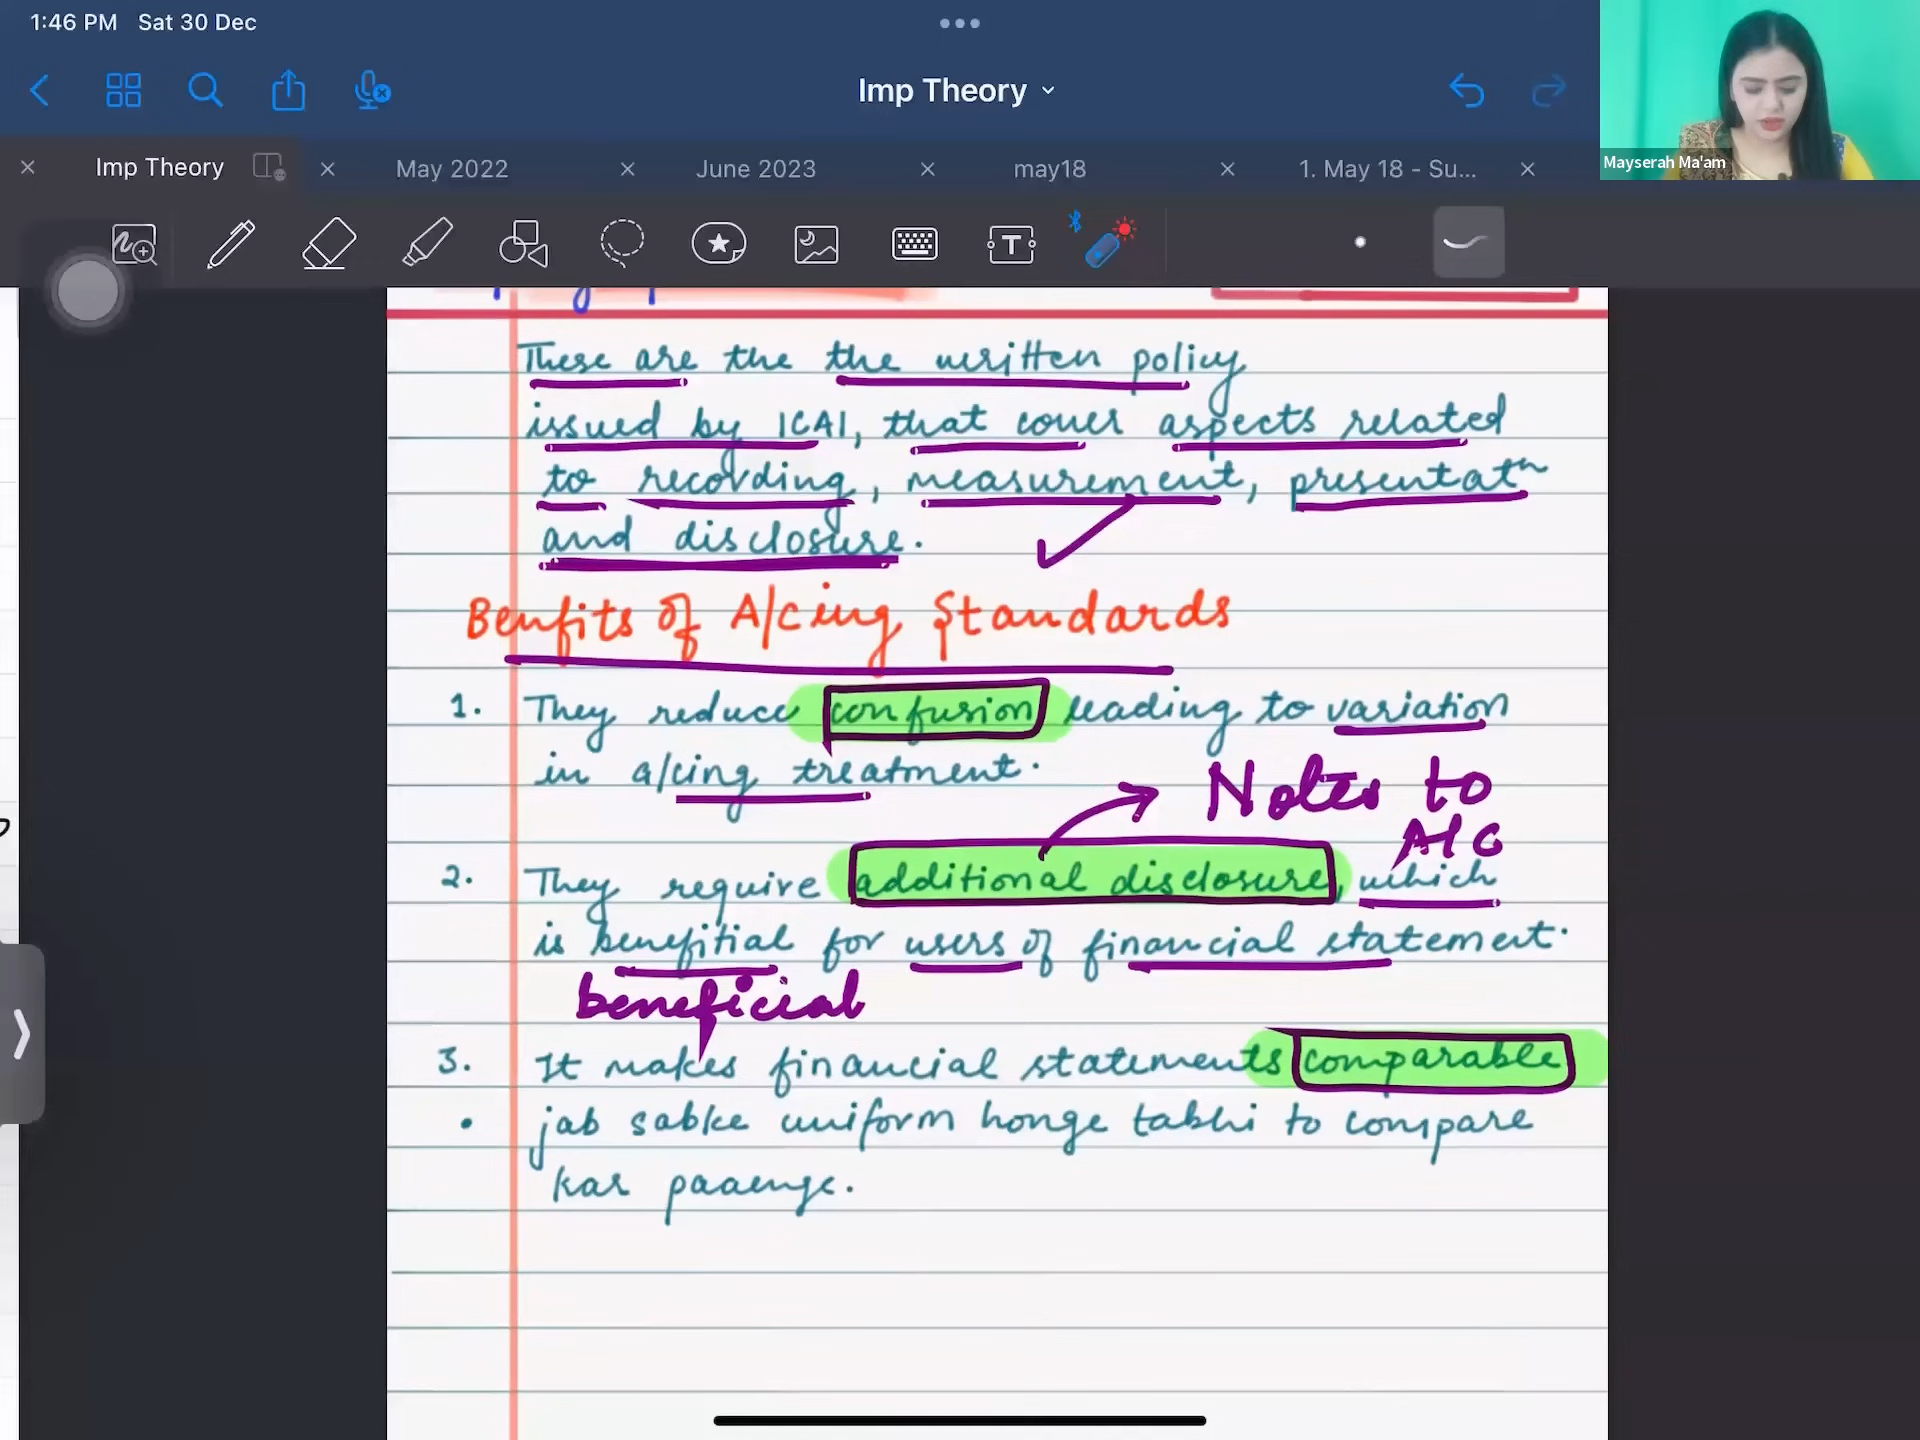 1:46 PM Sat 30 Dec
Imp Theory
Mayserah Ma'am
Imp Theory
May 2022
June 2023
may18
1. May 18 - Su...
These are the the written policy
issued by ICAI, that cover aspects related
to recording, measurement, presentatn
and disclosure.
Benfits of A/cing Standards
1. They reduce confusion leading to variation
in a/cing treatment.
Notes to
A/C
2. They require additional disclosure, which
is benefitial for users of financial statement.
beneficial
3. It makes financial statements comparable
• jab sabke uniform honge tabhi to compare
kar paaenge.